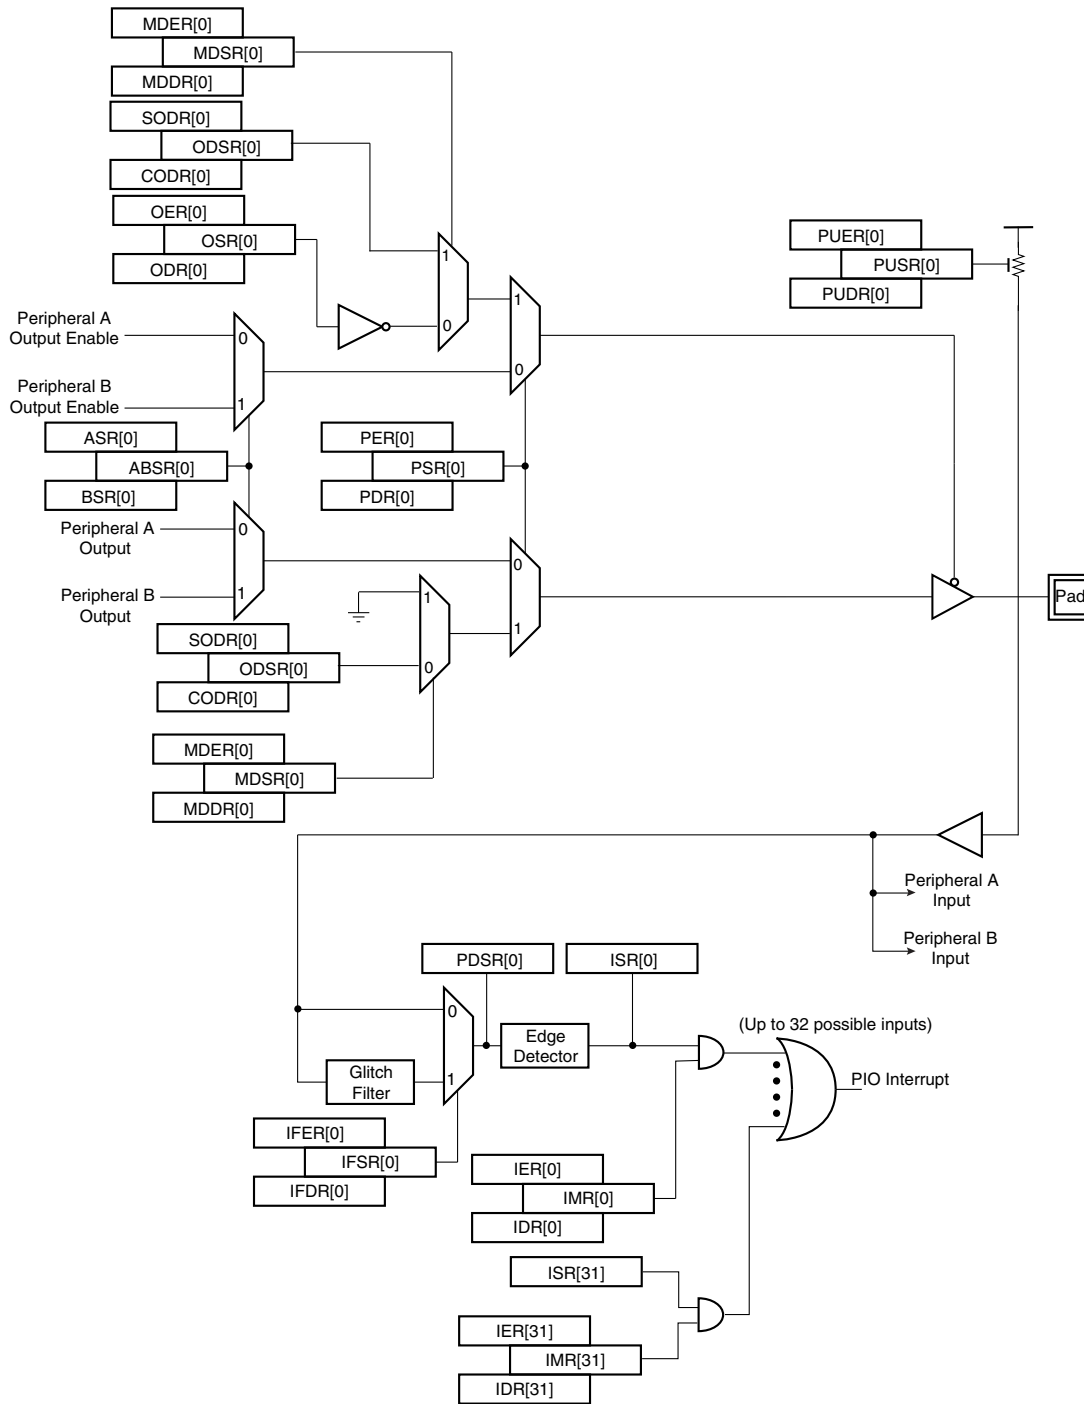 MDER[0]
MDSR[0]
MDDR[0]
SODR[0]
ODSR[0]
CODR[0]
OER[0]
OSR[0]
ODR[0]
1
0
PUER[0]
PUSR[0]
PUDR[0]
Peripheral A
Output Enable
0
Peripheral B
Output Enable
1
1
0
ASR[0]
ABSR[0]
BSR[0]
PER[0]
PSR[0]
PDR[0]
Peripheral A
Output
0
Peripheral B
Output
1
0
1
1
0
Pad
SODR[0]
ODSR[0]
CODR[0]
MDER[0]
MDSR[0]
MDDR[0]
Peripheral A
Input
Peripheral B
Input
PDSR[0]
ISR[0]
0
1
Glitch
Filter
Edge
Detector
(Up to 32 possible inputs)
PIO Interrupt
IFER[0]
IFSR[0]
IFDR[0]
IER[0]
IMR[0]
IDR[0]
ISR[31]
IER[31]
IMR[31]
IDR[31]